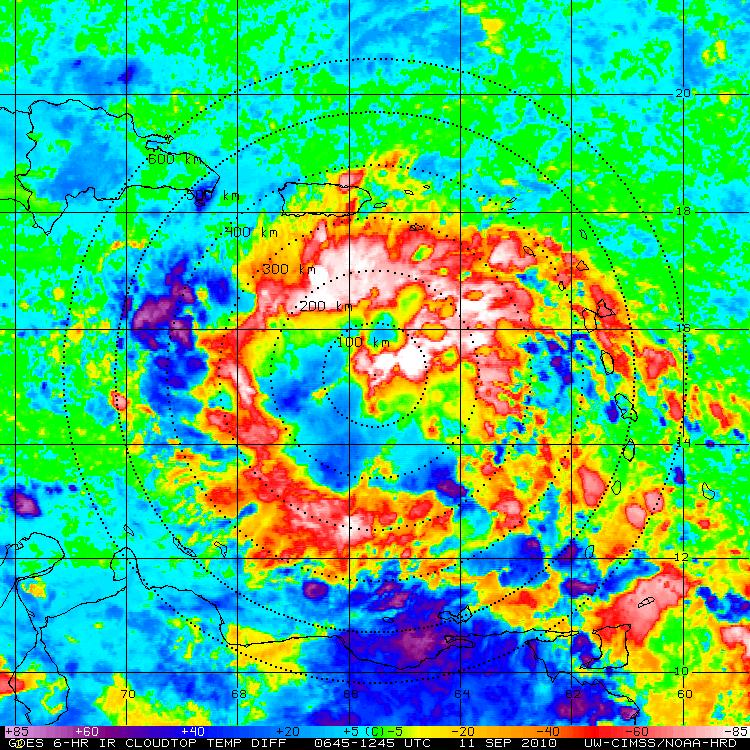 20
600 km
500 km
18
400 km
300 km
200 km
16
100 km
14
12
10
70 68 66 64 62 60
+85 +60 +40 +20 +5 (C) -5 -20 -40 -60 -85
GOES 6-HR IR CLOUDTOP TEMP DIFF 0645-1245 UTC 11 SEP 2010 UW-CIMSS/NOAA-HRD